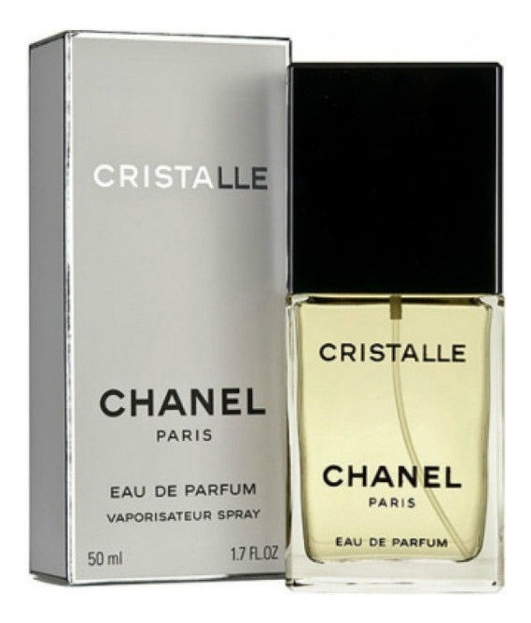 CRISTALLE
CHANEL
PARIS
EAU DE PARFUM
VAPORISATEUR SPRAY
50 ml 1.7 FL.OZ
CRISTALLE
CHANEL
PARIS
EAU DE PARFUM